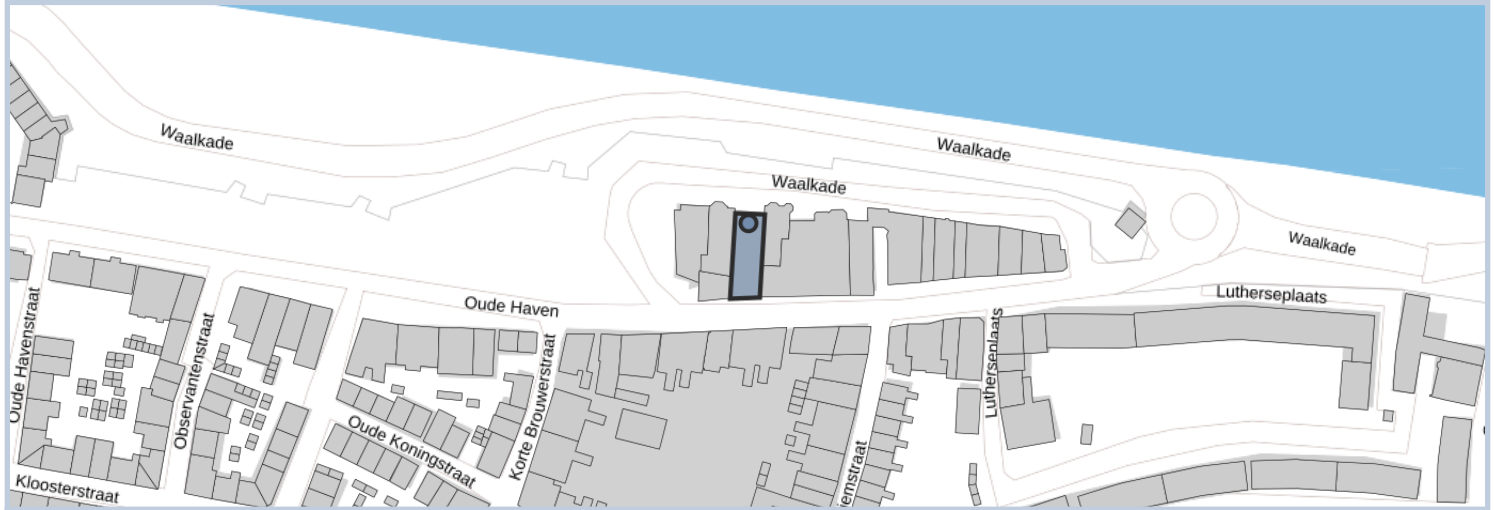 Waalkade
Waalkade
Waalkade
Waalkade
Oude Haven
Lutherseplaats
Oude Havenstraat
Observantenstraat
Korte Brouwerstraat
Lutherseplaats
Oude Koningstraat
Kloosterstraat